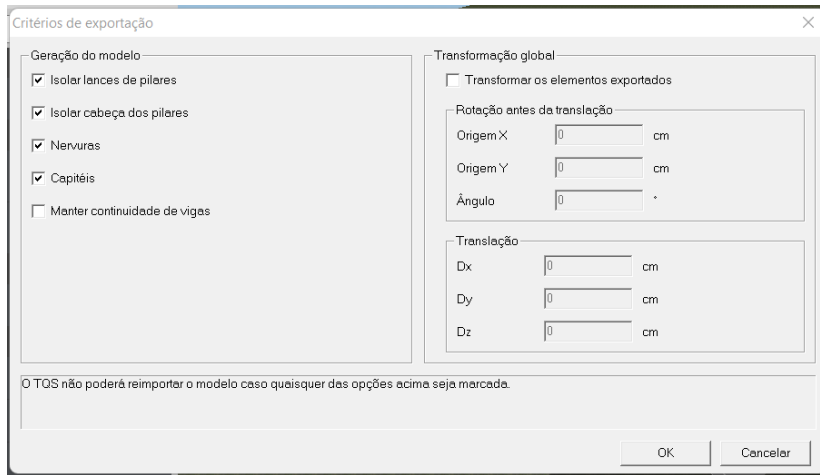 Critérios de exportação
Geração do modelo
Isolar lances de pilares
Isolar cabeça dos pilares
Nervuras
Capitéis
Manter continuidade de vigas
Transformação global
Transformar os elementos exportados
Rotação antes da translação
Origem X 0 cm
Origem Y 0 cm
Ângulo 0 °
Translação
Dx 0 cm
Dy 0 cm
Dz 0 cm
O TQS não poderá reimportar o modelo caso quaisquer das opções acima seja marcada.
OK Cancelar